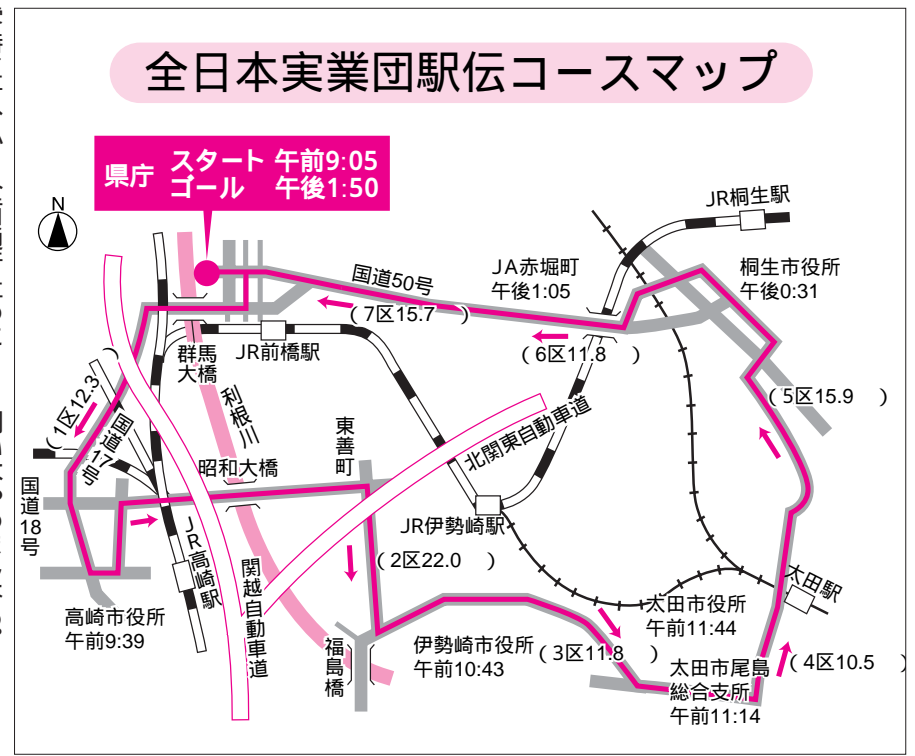 全日本実業団駅伝コースマップ
県庁 スタート 午前9:05
ゴール 午後1:50
N
JR桐生駅
国道50号
JA赤堀町
午後1:05
桐生市役所
午後0:31
(7区15.7 )
(6区11.8 )
群馬
大橋
JR前橋駅
(1区12.3 )
国道17号
利根川
(5区15.9 )
北関東自動車道
東善町
昭和大橋
国道18号
JR伊勢崎駅
JR高崎駅
(2区22.0 )
関越自動車道
太田駅
高崎市役所
午前9:39
太田市役所
午前11:44
福島橋
伊勢崎市役所
午前10:43
(3区11.8 )
太田市尾島
総合支所
午前11:14
(4区10.5 )